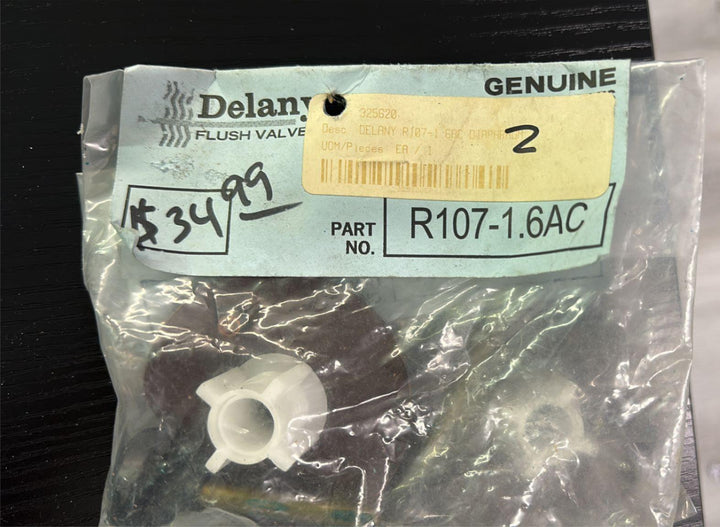 Delany
FLUSH VALVE
GENUINE
325620
Desc DELANY R107-1.6AC
UOM/Pieces EA / 1
2
$34.99
PART
NO.
R107-1.6AC